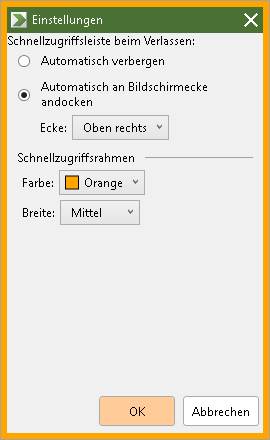 Einstellungen
Schnellzugriffsleiste beim Verlassen:
Automatisch verbergen
Automatisch an Bildschirmecke
andocken
Ecke: Oben rechts
Schnellzugriffsrahmen
Farbe: Orange
Breite: Mittel
OK Abbrechen